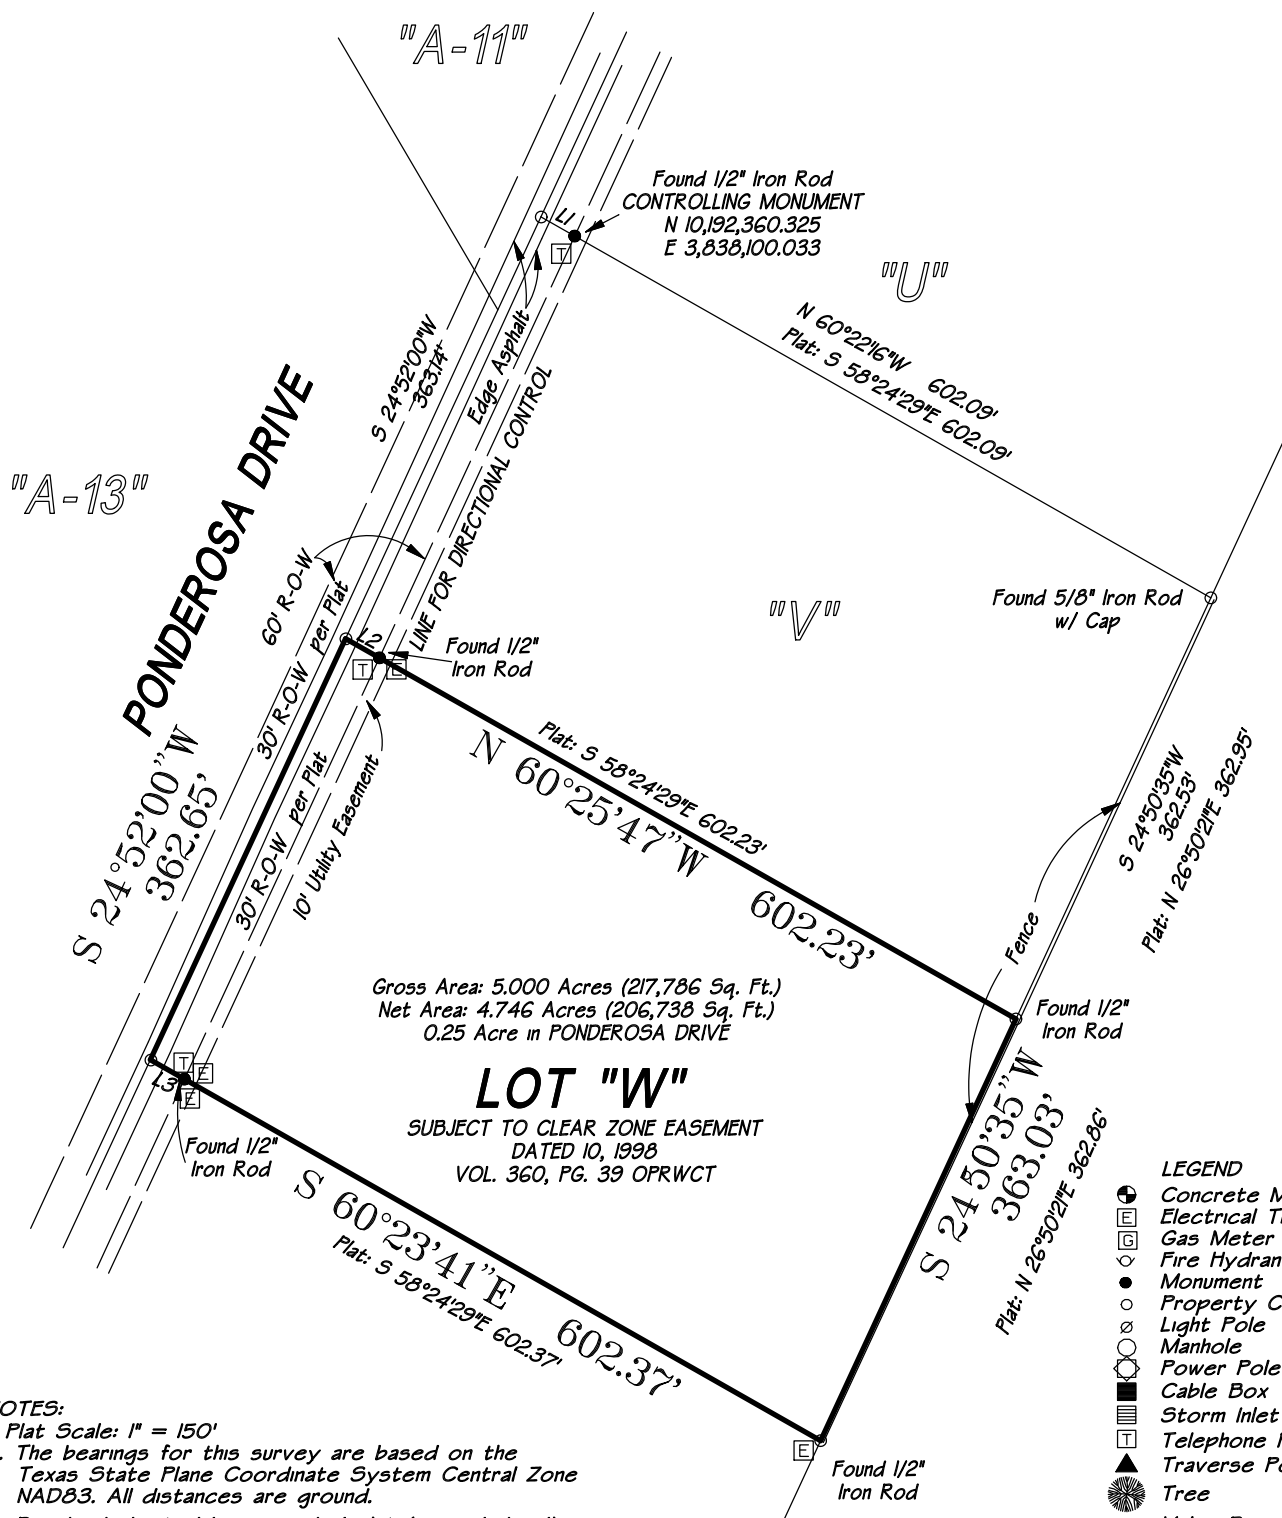 "A-11"
Found 1/2" Iron Rod
CONTROLLING MONUMENT
N 10,192,360.325
E 3,838,100.033
L1
T
"U"
N 60°22'16"W 602.09'
Plat: S 58°24'29"E 602.09'
S 24°52'00"W
363.14'
Edge Asphalt
LINE FOR DIRECTIONAL CONTROL
PONDEROSA DRIVE
"A-13"
60' R-O-W
30' R-O-W per Plat
30' R-O-W per Plat
10' Utility Easement
L2
Found 1/2"
Iron Rod
T
E
"V"
Found 5/8" Iron Rod
w/ Cap
S 24°52'00"W
362.65'
Plat: S 58°24'29"E 602.23'
N 60°25'47"W 602.23'
S 24°50'35"W
362.53'
Plat: N 26°50'21"E 362.95'
Fence
Gross Area: 5.000 Acres (217,786 Sq. Ft.)
Net Area: 4.746 Acres (206,738 Sq. Ft.)
0.25 Acre in PONDEROSA DRIVE
LOT "W"
SUBJECT TO CLEAR ZONE EASEMENT
DATED 10, 1998
VOL. 360, PG. 39 OPRWCT
Found 1/2"
Iron Rod
T
E
L3
E
Found 1/2"
Iron Rod
S 24°50'35"W
363.03'
Plat: N 26°50'21"E 362.86'
S 60°23'41"E 602.37'
Plat: S 58°24'29"E 602.37'
E
Found 1/2"
Iron Rod
LEGEND
Concrete M
E Electrical T
G Gas Meter
Fire Hydran
Monument
Property C
Light Pole
Manhole
Power Pole
Cable Box
Storm Inlet
T Telephone
Traverse Po
Tree
OTES:
Plat Scale: 1" = 150'
. The bearings for this survey are based on the
Texas State Plane Coordinate System Central Zone
NAD83. All distances are ground.